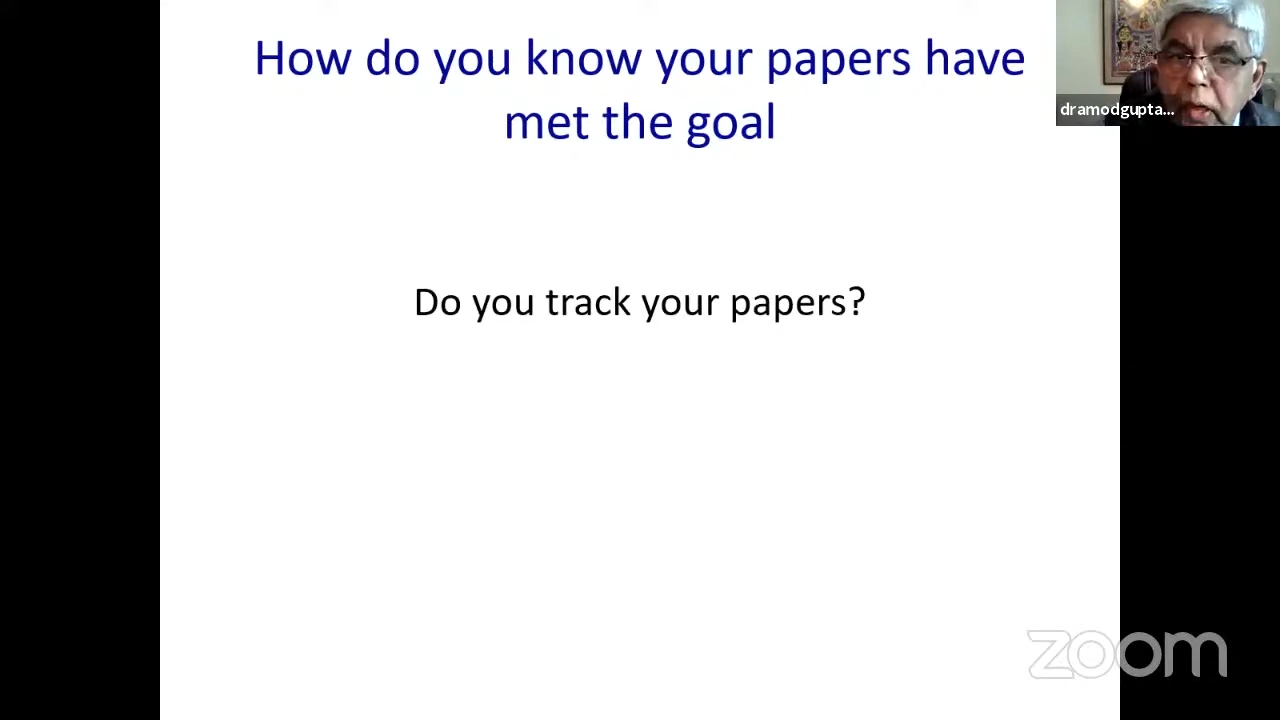 How do you know your papers have
met the goal
dramodgupta...
Do you track your papers?
zoom